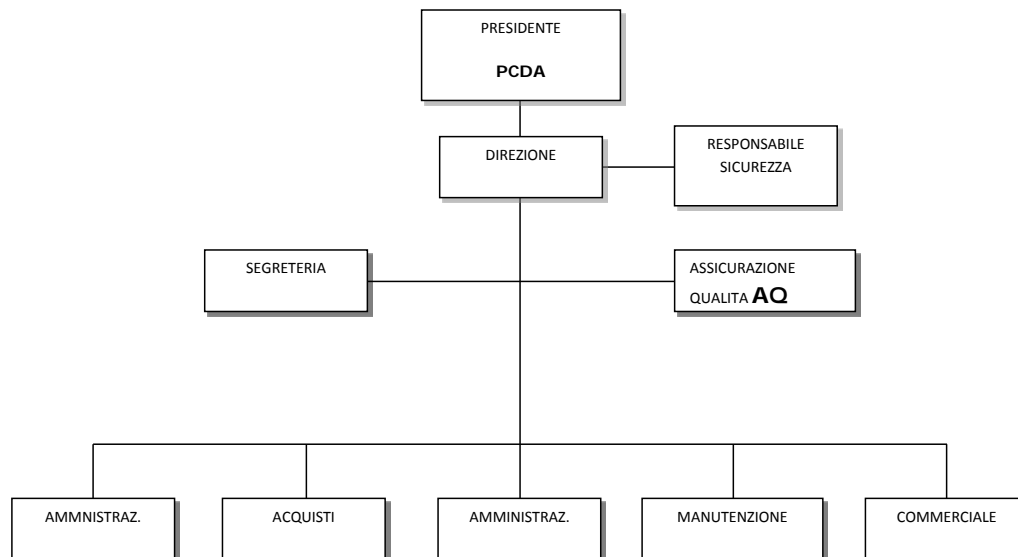 PRESIDENTE
PCDA
DIREZIONE
RESPONSABILE
SICUREZZA
SEGRETERIA
ASSICURAZIONE
QUALITA AQ
AMMNISTRAZ.
ACQUISTI
AMMINISTRAZ.
MANUTENZIONE
COMMERCIALE